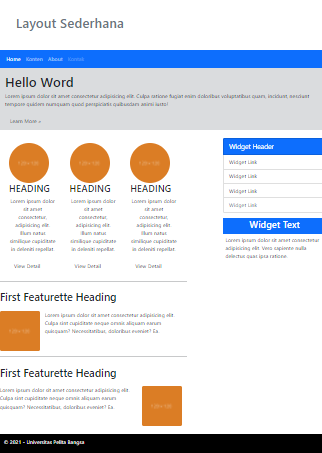 Layout Sederhana
Home Konten About Kontak
Hello Word
Lorem ipsum dolor sit amet consectetur adipisicing elit. Culpa ratione fugiat enim doloribus voluptatibus quam, incidunt, nesciunt
tempore quidem numquam quod perspiciatis quibusdam animi iusto!
Learn More »
HEADING
Lorem ipsum dolor
sit amet
consectetur,
adipisicing elit
Illum natus
similique cupiditate
in deleniti repellat.
View Detail
HEADING
Lorem ipsum dolor
sit amet
consectetur,
adipisicing elit
Illum natus
similique cupiditate
in deleniti repellat.
View Detail
HEADING
Lorem ipsum dolor
sit amet
consectetur,
adipisicing elit
Illum natus
similique cupiditate
in deleniti repellat.
View Detail
Widget Header
Widget Link
Widget Link
Widget Link
Widget Link
Widget Text
Lorem ipsum dolor sit amet consectetur
adipisicing elit. Vero sapiente nulla
delectus quas ipsa ratione.
First Featurette Heading
Lorem ipsum dolor sit amet consectetur adipisicing elit.
Culpa sint cupiditate neque omnis aliquam earum
quisquam? Necessitatibus, doloribus eveniet? Ea.
First Featurette Heading
Lorem ipsum dolor sit amet consectetur adipisicing elit.
Culpa sint cupiditate neque omnis aliquam earum
quisquam? Necessitatibus, doloribus eveniet? Ea.
© 2021 - Universitas Pelita Bangsa